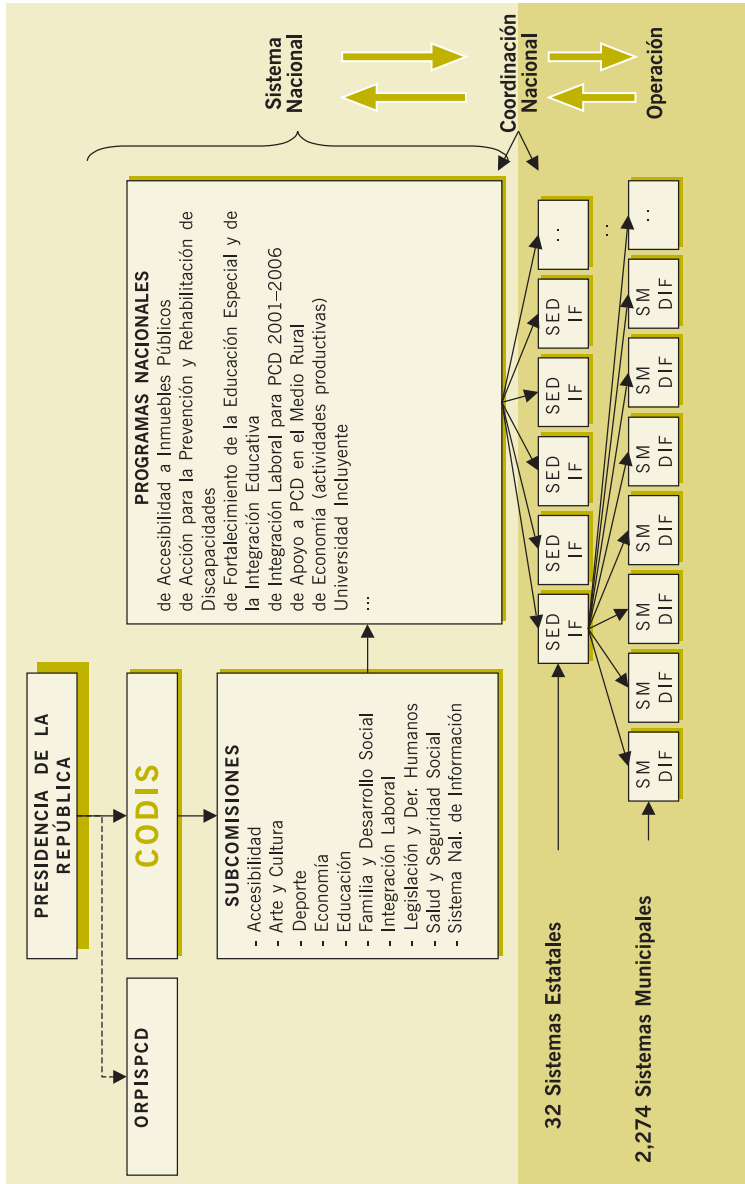 PRESIDENCIA DE LA
REPÚBLICA
ORPISPCD
CODIS
SUBCOMISIONES
- Accesibilidad
- Arte y Cultura
- Deporte
- Economía
- Educación
- Familia y Desarrollo Social
- Integración Laboral
- Legislación y Der. Humanos
- Salud y Seguridad Social
- Sistema Nal. de Información
PROGRAMAS NACIONALES
de Accesibilidad a Inmuebles Públicos
de Acción para la Prevención y Rehabilitación de
Discapacidades
de Fortalecimiento de la Educación Especial y de
la Integración Educativa
de Integración Laboral para PCD 2001–2006
de Apoyo a PCD en el Medio Rural
de Economía (actividades productivas)
Universidad Incluyente
...
Sistema
Nacional
Coordinación
Nacional
Operación
32 Sistemas Estatales
SED
IF
SED
IF
SED
IF
SED
IF
SED
IF
..
..
2,274 Sistemas Municipales
SM
DIF
SM
DIF
SM
DIF
SM
DIF
SM
DIF
SM
DIF
SM
DIF
..